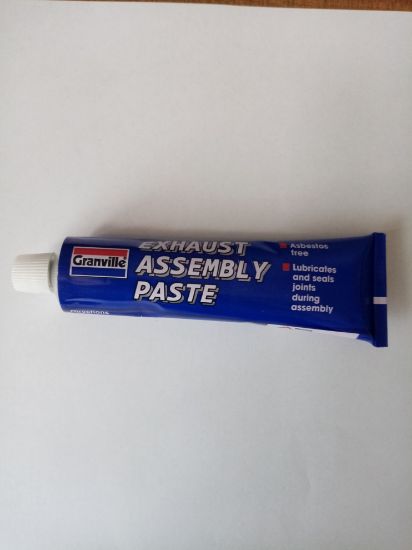 Granville
EXHAUST
ASSEMBLY
PASTE
Asbestos
free
Lubricates
and seals
joints
during
assembly